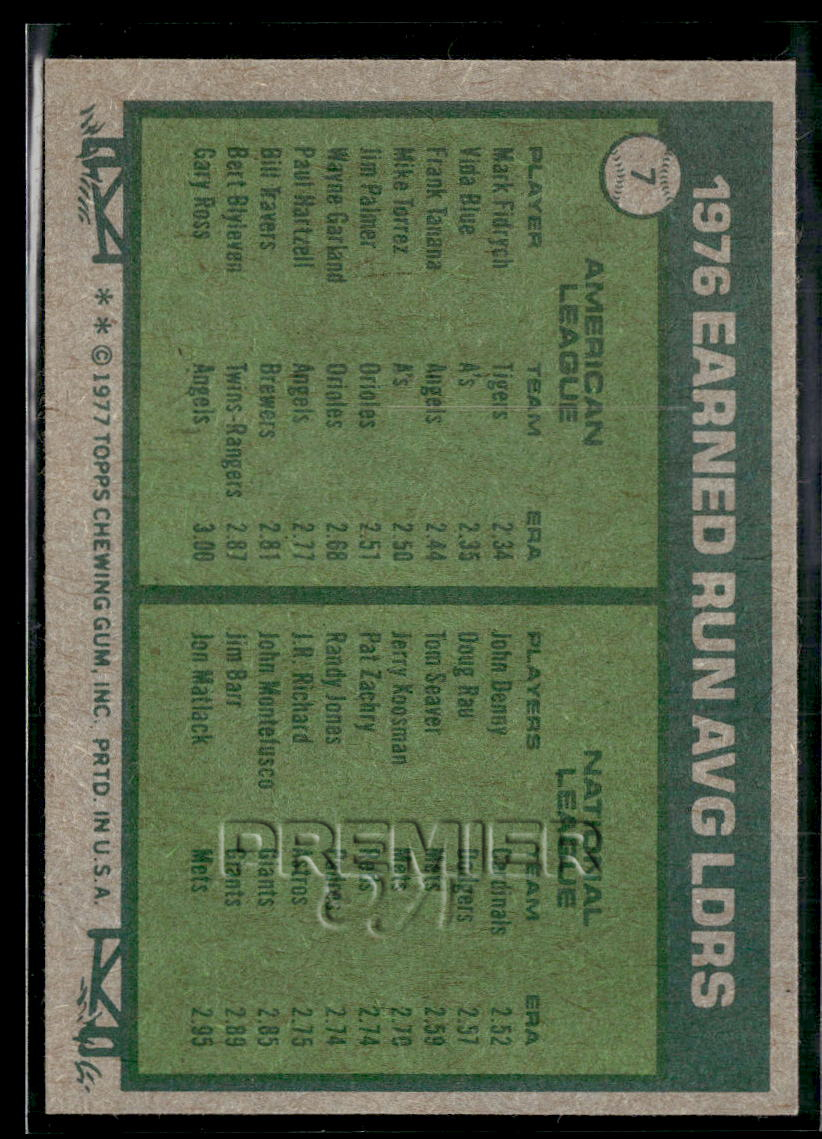 1976 EARNED RUN AVG LDRS
7
AMERICAN
LEAGUE
PLAYER TEAM ERA
Mark Fidrych Tigers 2.34
Vida Blue A's 2.35
Frank Tanana Angels 2.44
Mike Torrez A's 2.50
Jim Palmer Orioles 2.51
Wayne Garland Orioles 2.68
Paul Hartzell Angels 2.77
Bill Travers Brewers 2.81
Bert Blyleven Twins-Rangers 2.87
Gary Ross Angels 3.00
NATIONAL
LEAGUE
PLAYERS TEAM ERA
John Denny Cardinals 2.52
Doug Rau Dodgers 2.57
Tom Seaver Mets 2.59
Jerry Koosman Mets 2.70
Pat Zachry Reds 2.74
Randy Jones Padres 2.74
J.R. Richard Astros 2.75
John Montefusco Giants 2.85
Jim Barr Giants 2.89
Jon Matlack Mets 2.95
PREMIER
* * © 1977 TOPPS CHEWING GUM, INC. PRTD. IN U.S.A.